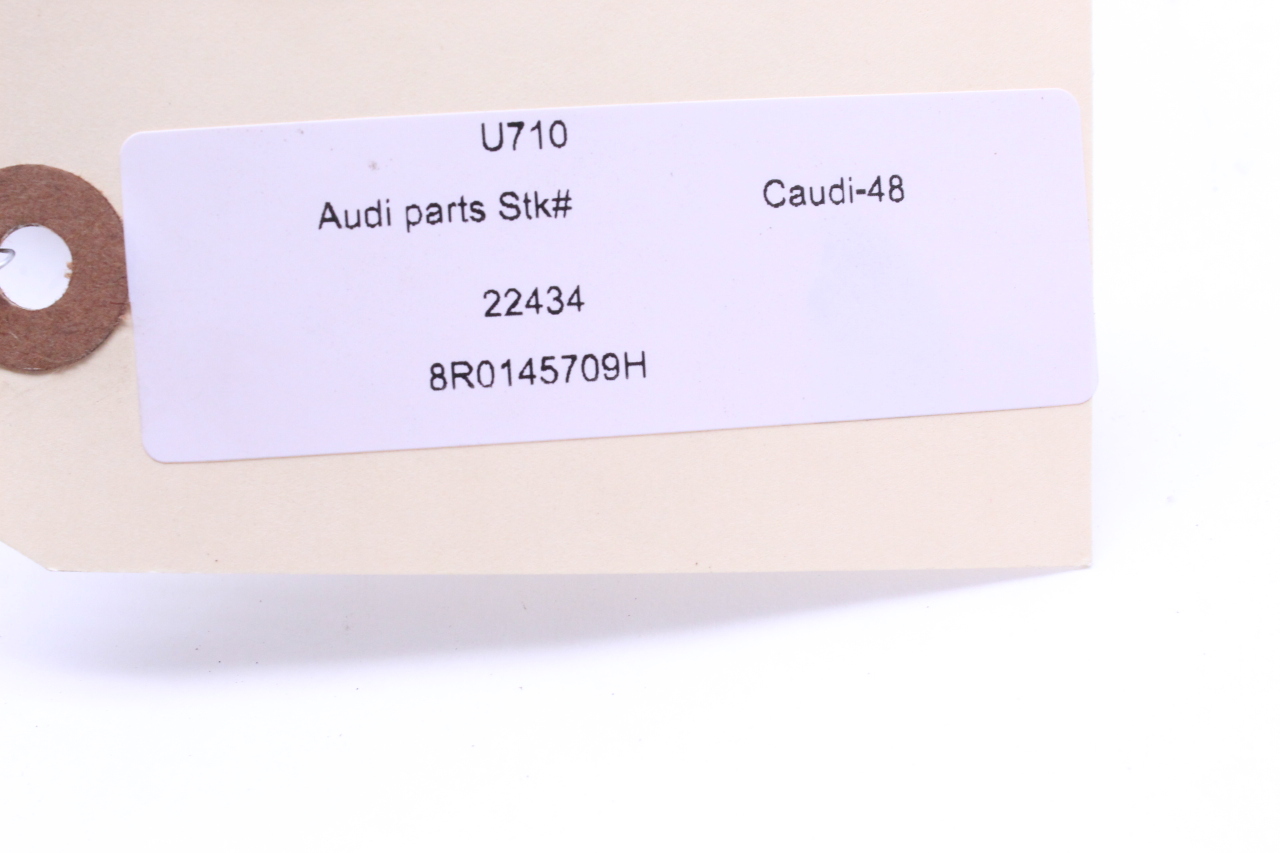 U710
Audi parts Stk# Caudi-48
22434
8R0145709H